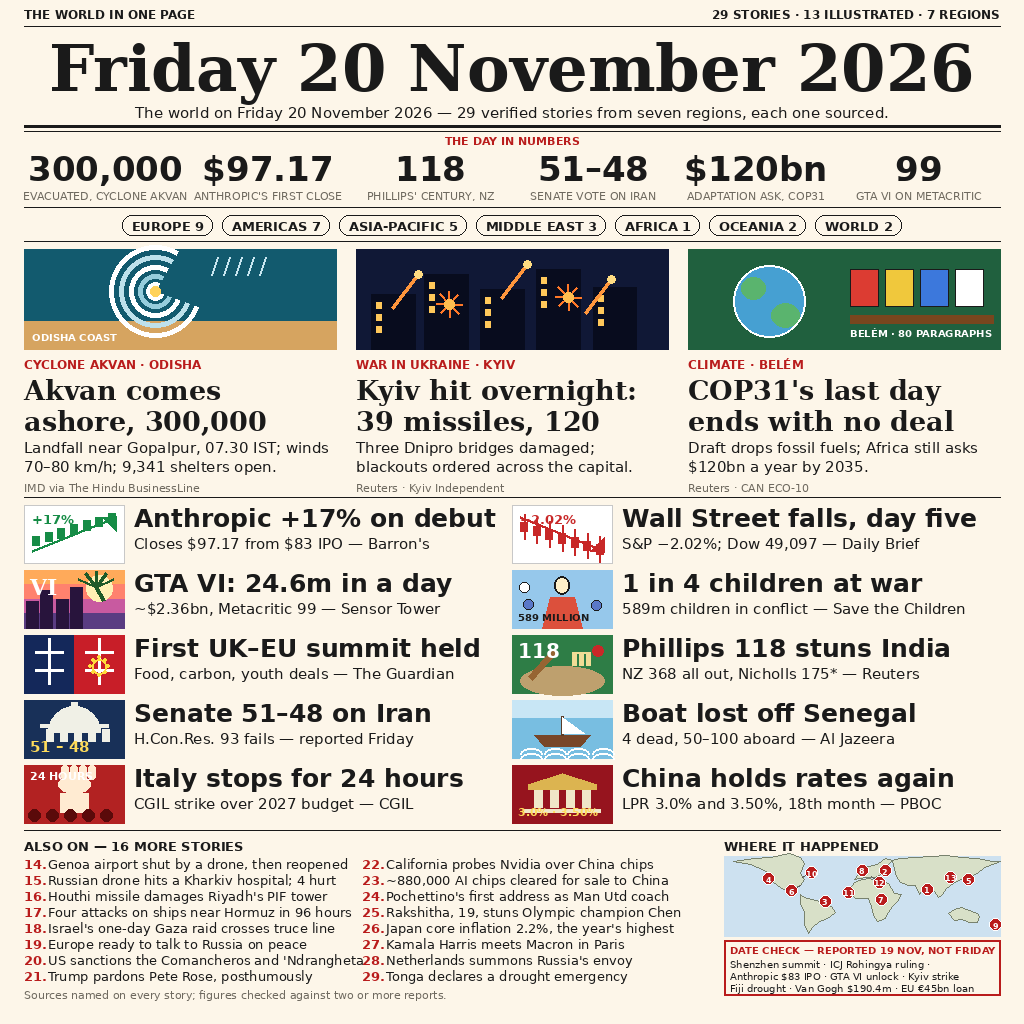 THE WORLD IN ONE PAGE
29 STORIES · 13 ILLUSTRATED · 7 REGIONS
Friday 20 November 2026
The world on Friday 20 November 2026 — 29 verified stories from seven regions, each one sourced.
THE DAY IN NUMBERS
300,000 $97.17 118 51–48 $120bn 99
EVACUATED, CYCLONE AKVAN ANTHROPIC'S FIRST CLOSE PHILLIPS' CENTURY, NZ SENATE VOTE ON IRAN ADAPTATION ASK, COP31 GTA VI ON METACRITIC
EUROPE 9 AMERICAS 7 ASIA-PACIFIC 5 MIDDLE EAST 3 AFRICA 1 OCEANIA 2 WORLD 2
ODISHA COAST
CYCLONE AKVAN · ODISHA
Akvan comes
ashore, 300,000
Landfall near Gopalpur, 07.30 IST; winds
70–80 km/h; 9,341 shelters open.
IMD via The Hindu BusinessLine
WAR IN UKRAINE · KYIV
Kyiv hit overnight:
39 missiles, 120
Three Dnipro bridges damaged;
blackouts ordered across the capital.
Reuters · Kyiv Independent
BELÉM · 80 PARAGRAPHS
CLIMATE · BELÉM
COP31's last day
ends with no deal
Draft drops fossil fuels; Africa still asks
$120bn a year by 2035.
Reuters · CAN ECO-10
+17%
Anthropic +17% on debut
Closes $97.17 from $83 IPO — Barron's
VI
GTA VI: 24.6m in a day
~$2.36bn, Metacritic 99 — Sensor Tower
First UK–EU summit held
Food, carbon, youth deals — The Guardian
51 – 48
Senate 51–48 on Iran
H.Con.Res. 93 fails — reported Friday
24 HOURS
Italy stops for 24 hours
CGIL strike over 2027 budget — CGIL
−2.02%
Wall Street falls, day five
S&P −2.02%; Dow 49,097 — Daily Brief
589 MILLION
1 in 4 children at war
589m children in conflict — Save the Children
118
Phillips 118 stuns India
NZ 368 all out, Nicholls 175* — Reuters
Boat lost off Senegal
4 dead, 50–100 aboard — Al Jazeera
3.0% 3.50%
China holds rates again
LPR 3.0% and 3.50%, 18th month — PBOC
ALSO ON — 16 MORE STORIES
14. Genoa airport shut by a drone, then reopened
15. Russian drone hits a Kharkiv hospital; 4 hurt
16. Houthi missile damages Riyadh's PIF tower
17. Four attacks on ships near Hormuz in 96 hours
18. Israel's one-day Gaza raid crosses truce line
19. Europe ready to talk to Russia on peace
20. US sanctions the Comancheros and 'Ndrangheta
21. Trump pardons Pete Rose, posthumously
22. California probes Nvidia over China chips
23. ~880,000 AI chips cleared for sale to China
24. Pochettino's first address as Man Utd coach
25. Rakshitha, 19, stuns Olympic champion Chen
26. Japan core inflation 2.2%, the year's highest
27. Kamala Harris meets Macron in Paris
28. Netherlands summons Russia's envoy
29. Tonga declares a drought emergency
Sources named on every story; figures checked against two or more reports.
WHERE IT HAPPENED
4 10 6 3 8 2 12 11 7 1 13 5 9
DATE CHECK — REPORTED 19 NOV, NOT FRIDAY
Shenzhen summit · ICJ Rohingya ruling ·
Anthropic $83 IPO · GTA VI unlock · Kyiv strike
Fiji drought · Van Gogh $190.4m · EU €45bn loan